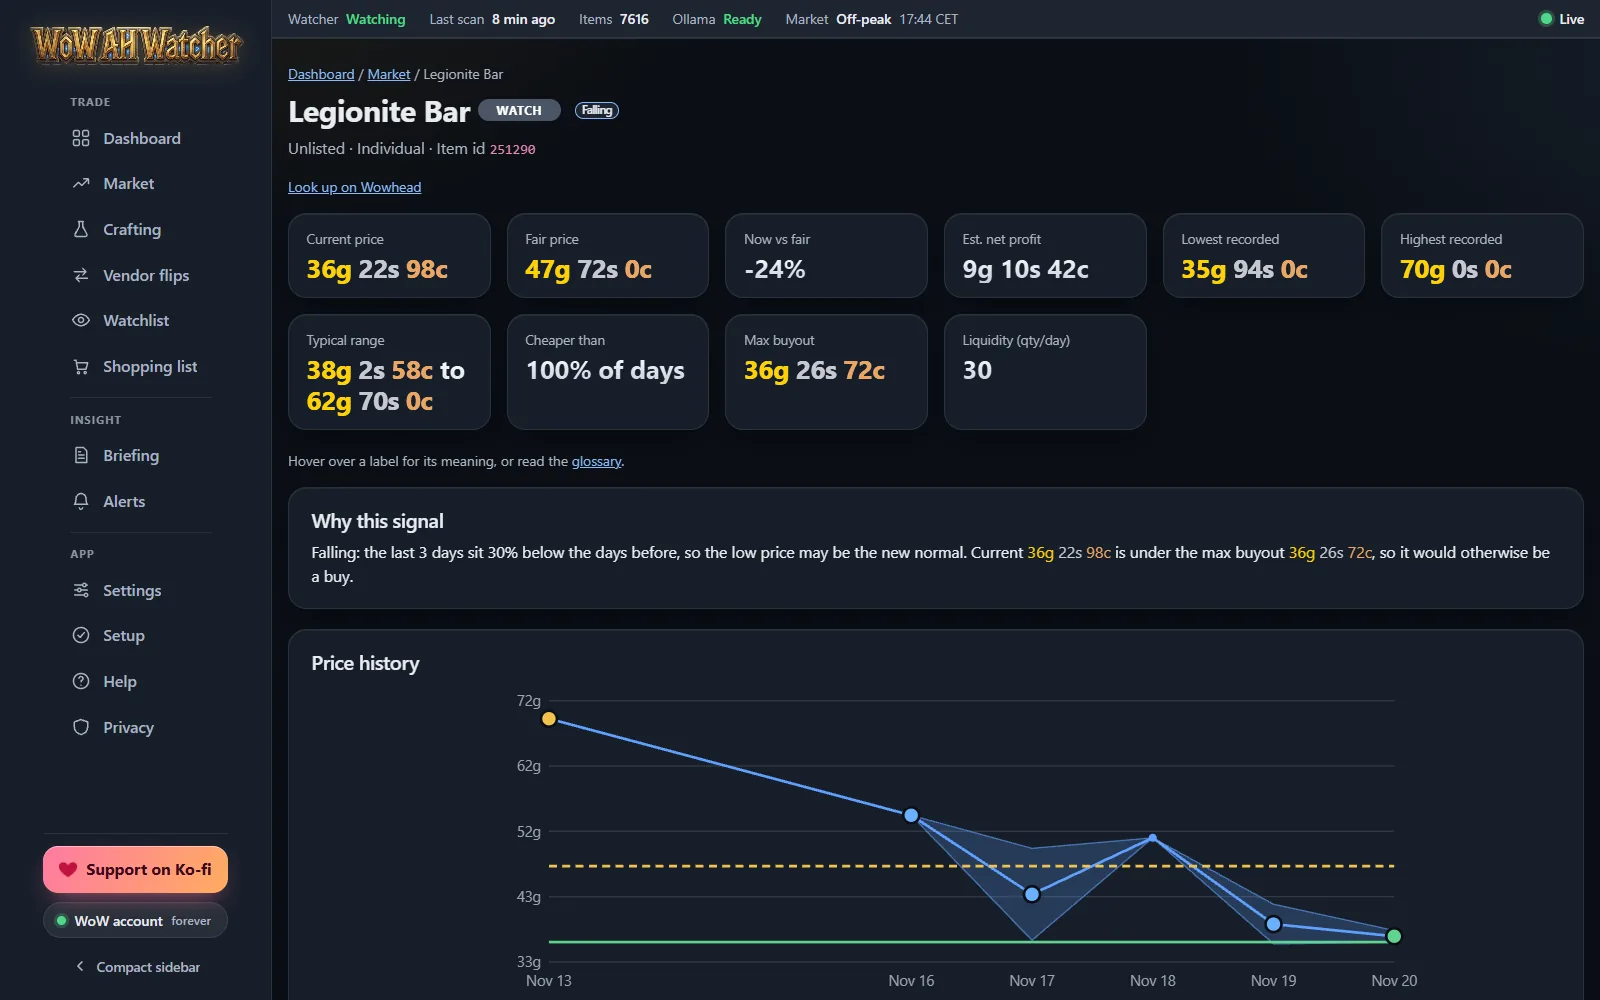 WoW AH Watcher
TRADE
Dashboard
Market
Crafting
Vendor flips
Watchlist
Shopping list
INSIGHT
Briefing
Alerts
APP
Settings
Setup
Help
Privacy
Support on Ko-fi
WoW account forever
Compact sidebar
Watcher Watching Last scan 8 min ago Items 7616 Ollama Ready Market Off-peak 17:44 CET Live
Dashboard / Market / Legionite Bar
Legionite Bar WATCH Falling
Unlisted · Individual · Item id 251290
Look up on Wowhead
Current price
36g 22s 98c
Fair price
47g 72s 0c
Now vs fair
-24%
Est. net profit
9g 10s 42c
Lowest recorded
35g 94s 0c
Highest recorded
70g 0s 0c
Typical range
38g 2s 58c to
62g 70s 0c
Cheaper than
100% of days
Max buyout
36g 26s 72c
Liquidity (qty/day)
30
Hover over a label for its meaning, or read the glossary.
Why this signal
Falling: the last 3 days sit 30% below the days before, so the low price may be the new normal. Current 36g 22s 98c is under the max buyout 36g 26s 72c, so it would otherwise be
a buy.
Price history
72g
62g
52g
43g
33g
Nov 13 Nov 16 Nov 17 Nov 18 Nov 19 Nov 20